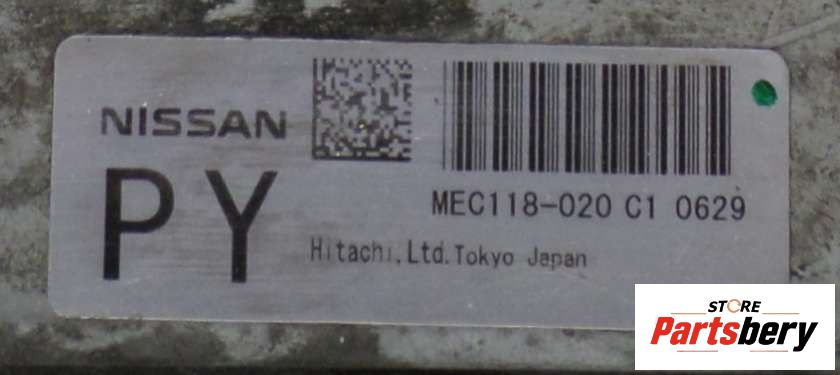 NISSAN
PY
MEC118-020 C1 0629
Hitachi,Ltd.Tokyo Japan
STORE
Partsbery